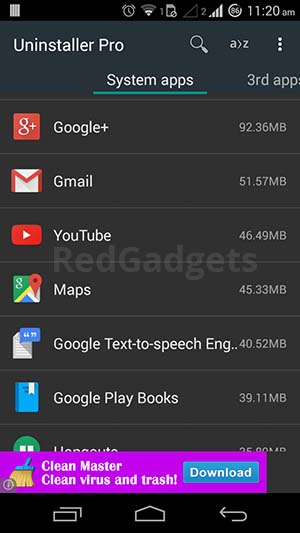 1 2 86 11:20 am
Uninstaller Pro a›z
System apps 3rd apps
g+ Google+ 92.36MB
Gmail 51.57MB
YouTube 46.49MB
RedGadgets
Maps 45.33MB
Google Text-to-speech Eng.. 40.52MB
Google Play Books 39.11MB
Hangouts 35.80MB
Clean Master
Clean virus and trash! Download